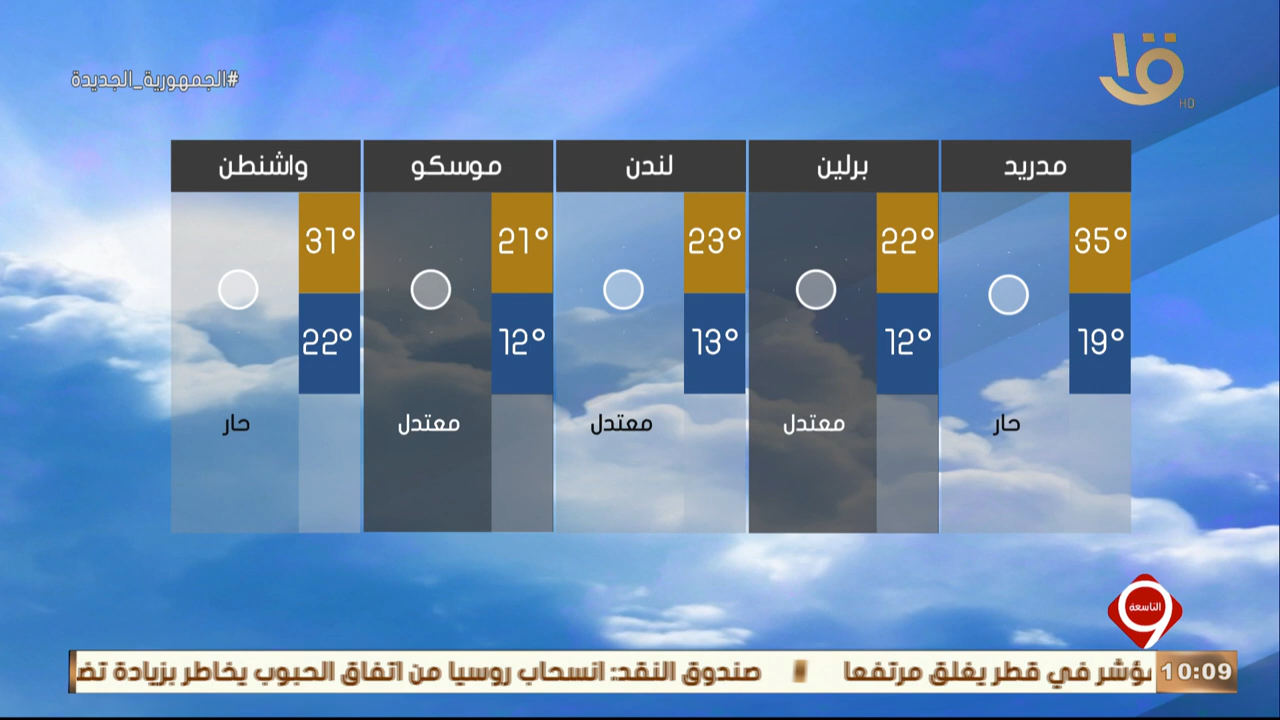 #الجمهورية_الجديدة
HD
مدريد
برلين
لندن
موسكو
واشنطن
35° 22° 23° 21° 31°
19° 12° 13° 12° 22°
حار
معتدل
معتدل
معتدل
حار
التاسعة
9
10:09
في قطر يغلق مرتفعا
صندوق النقد: انسحاب روسيا من اتفاق الحبوب يخاطر بزيادة